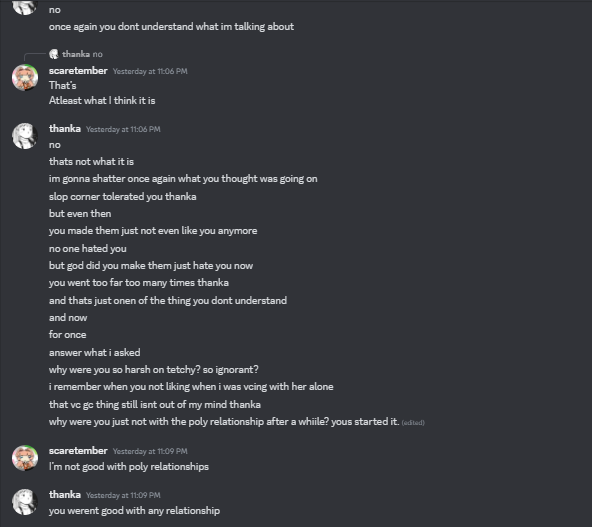 no
once again you dont understand what im talking about
thanka no
scaretember Yesterday at 11:06 PM
That's
Atleast what I think it is
thanka Yesterday at 11:06 PM
no
thats not what it is
im gonna shatter once again what you thought was going on
slop corner tolerated you thanka
but even then
you made them just not even like you anymore
no one hated you
but god did you make them just hate you now
you went too far too many times thanka
and thats just onen of the thing you dont understand
and now
for once
answer what i asked
why were you so harsh on tetchy? so ignorant?
i remember when you not liking when i was vcing with her alone
that vc gc thing still isnt out of my mind thanka
why were you just not with the poly relationship after a whiile? yous started it. (edited)
scaretember Yesterday at 11:09 PM
I'm not good with poly relationships
thanka Yesterday at 11:09 PM
you werent good with any relationship